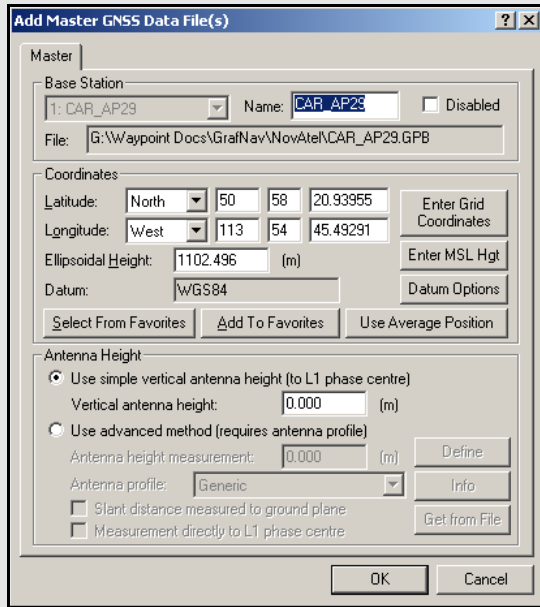 Add Master GNSS Data File(s)
Master
Base Station
1: CAR_AP29 Name: CAR_AP29 Disabled
File: G:\Waypoint Docs\GrafNav\NovAtel\CAR_AP29.GPB
Coordinates
Latitude: North 50 58 20.93955 Enter Grid Coordinates
Longitude: West 113 54 45.49291
Ellipsoidal Height: 1102.496 (m) Enter MSL Hgt
Datum: WGS84 Datum Options
Select From Favorites Add To Favorites Use Average Position
Antenna Height
Use simple vertical antenna height (to L1 phase centre)
Vertical antenna height: 0.000 (m)
Use advanced method (requires antenna profile)
Antenna height measurement: 0.000 (m) Define
Antenna profile: Generic Info
Slant distance measured to ground plane Get from File
Measurement directly to L1 phase centre
OK Cancel